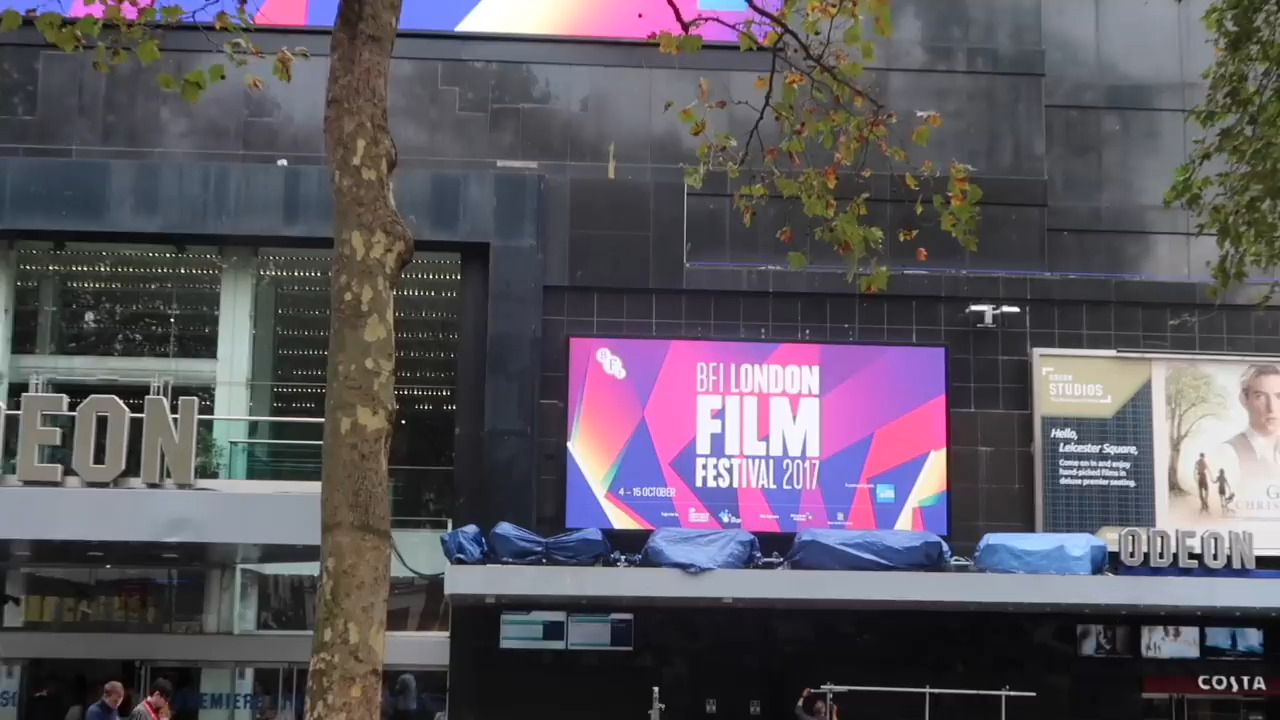 BFI
BFI LONDON
FILM
FESTIVAL 2017
4 – 15 OCTOBER
ODEON
STUDIOS
Hello,
Leicester Square,
Come on in and enjoy
hand-picked films in
deluxe premier seating.
EON
ODEON
COSTA